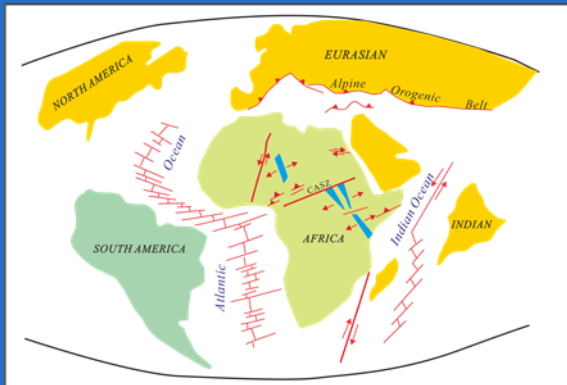 EURASIAN
NORTH AMERICA
Alpine Orogenic Belt
Ocean
CASZ
Indian Ocean
INDIAN
AFRICA
SOUTH AMERICA
Atlantic